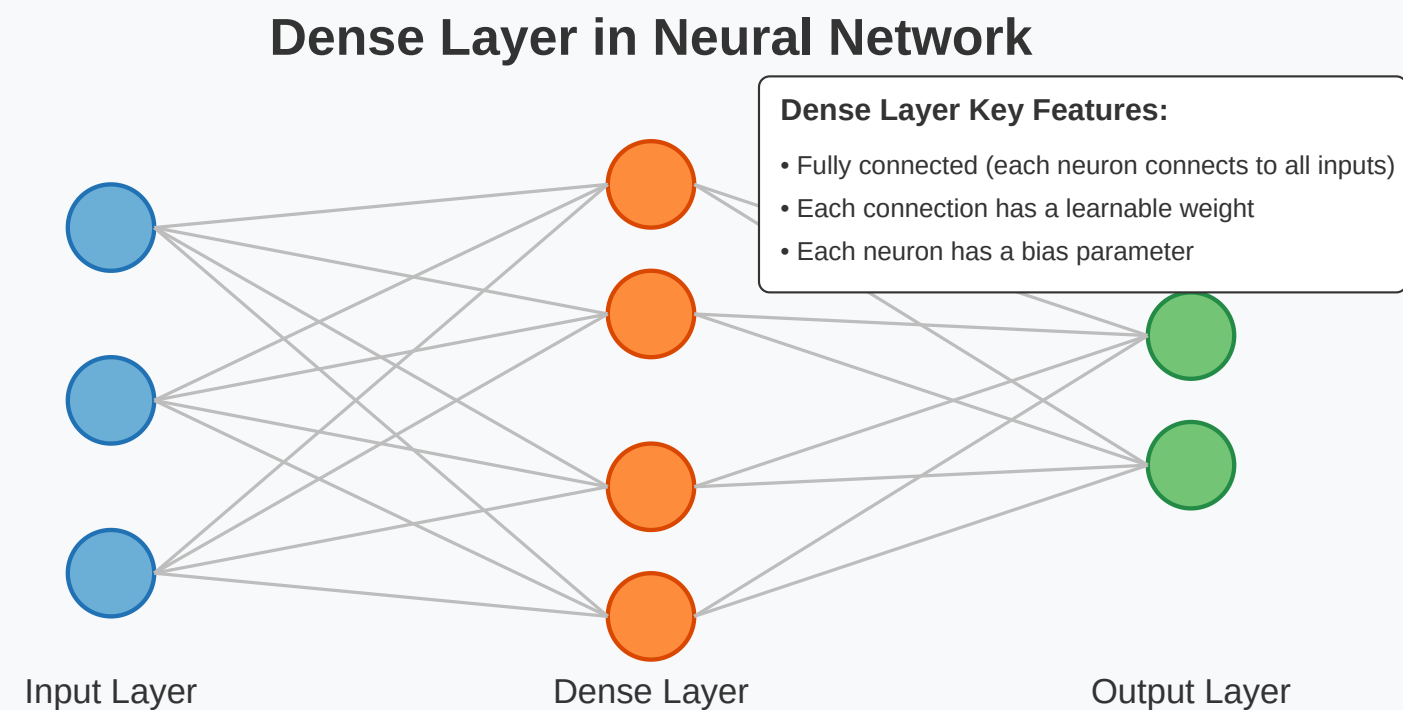 Dense Layer in Neural Network
Dense Layer Key Features:
• Fully connected (each neuron connects to all inputs)
• Each connection has a learnable weight
• Each neuron has a bias parameter
Input Layer
Dense Layer
Output Layer